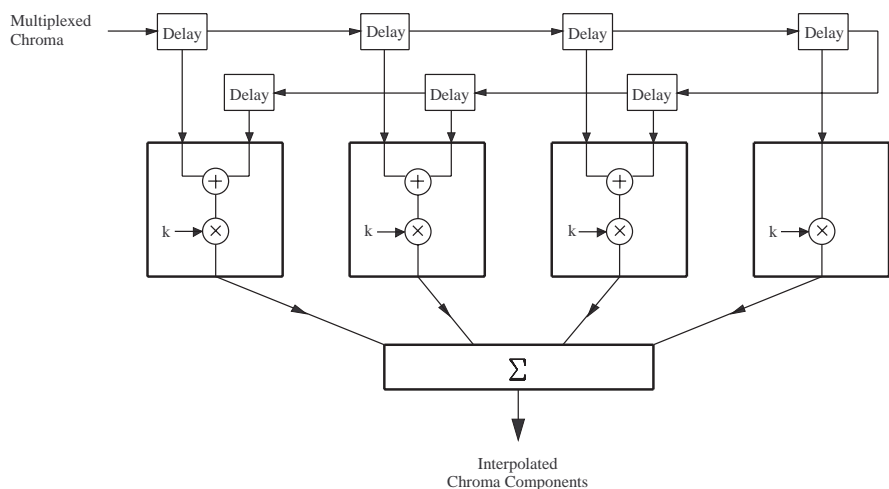 Multiplexed
Chroma
Delay
Delay
Delay
Delay
Delay
Delay
Delay
+
+
+
k
×
k
×
k
×
k
×
Σ
Interpolated
Chroma Components